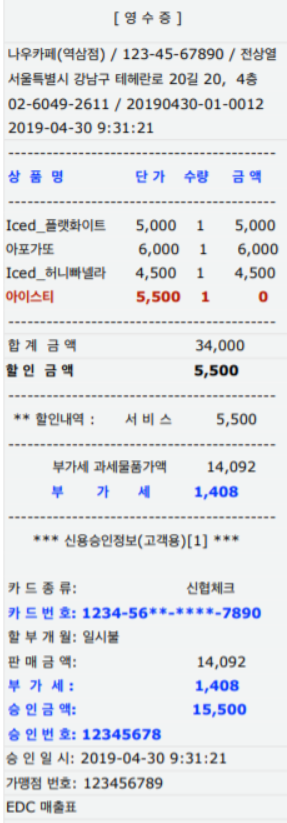 [ 영 수 증 ]
나우카페(역삼점) / 123-45-67890 / 전상열
서울특별시 강남구 테헤란로 20길 20, 4층
02-6049-2611 / 20190430-01-0012
2019-04-30 9:31:21
--------------------------------------------
상 품 명 단 가 수량 금 액
--------------------------------------------
Iced_플랫화이트 5,000 1 5,000
아포가또 6,000 1 6,000
Iced_허니빠넬라 4,500 1 4,500
아이스티 5,500 1 0
--------------------------------------------
합 계 금 액 34,000
할 인 금 액 5,500
--------------------------------------------
** 할인내역 : 서 비 스 5,500
--------------------------------------------
부가세 과세물품가액 14,092
부 가 세 1,408
--------------------------------------------
*** 신용승인정보(고객용)[1] ***
카 드 종 류: 신협체크
카 드 번 호: 1234-56**-****-7890
할 부 개 월: 일시불
판 매 금 액: 14,092
부 가 세 : 1,408
승 인 금 액: 15,500
승 인 번 호: 12345678
승 인 일 시: 2019-04-30 9:31:21
가맹점 번호: 123456789
EDC 매출표